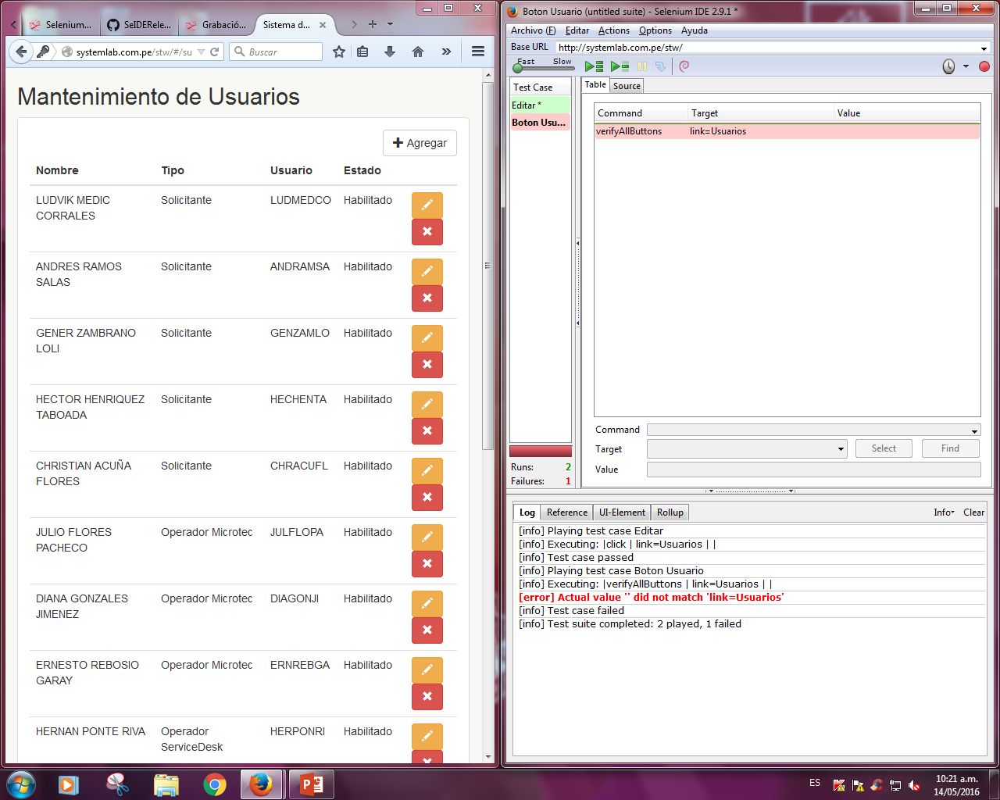 Selenium...
SeIDERele...
Grabació...
Sistema d...
systemlab.com.pe/stw/#/su
Buscar
Mantenimiento de Usuarios
Agregar
Nombre Tipo Usuario Estado
LUDVIK MEDIC CORRALES Solicitante LUDMEDCO Habilitado
ANDRES RAMOS SALAS Solicitante ANDRAMSA Habilitado
GENER ZAMBRANO LOLI Solicitante GENZAMLO Habilitado
HECTOR HENRIQUEZ TABOADA Solicitante HECHENTA Habilitado
CHRISTIAN ACUÑA FLORES Solicitante CHRACUFL Habilitado
JULIO FLORES PACHECO Operador Microtec JULFLOPA Habilitado
DIANA GONZALES JIMENEZ Operador Microtec DIAGONJI Habilitado
ERNESTO REBOSIO GARAY Operador Microtec ERNREBGA Habilitado
HERNAN PONTE RIVA Operador ServiceDesk HERPONRI Habilitado
Boton Usuario (untitled suite) - Selenium IDE 2.9.1 *
Archivo (F) Editar Actions Options Ayuda
Base URL http://systemlab.com.pe/stw/
Fast Slow
Test Case
Editar *
Boton Usu...
Table Source
Command Target Value
verifyAllButtons link=Usuarios
Command
Target Select Find
Value
Runs: 2
Failures: 1
Log Reference UI-Element Rollup Info Clear
[info] Playing test case Editar
[info] Executing: |click | link=Usuarios | |
[info] Test case passed
[info] Playing test case Boton Usuario
[info] Executing: |verifyAllButtons | link=Usuarios | |
[error] Actual value '' did not match 'link=Usuarios'
[info] Test case failed
[info] Test suite completed: 2 played, 1 failed
ES
10:21 a.m.
14/05/2016